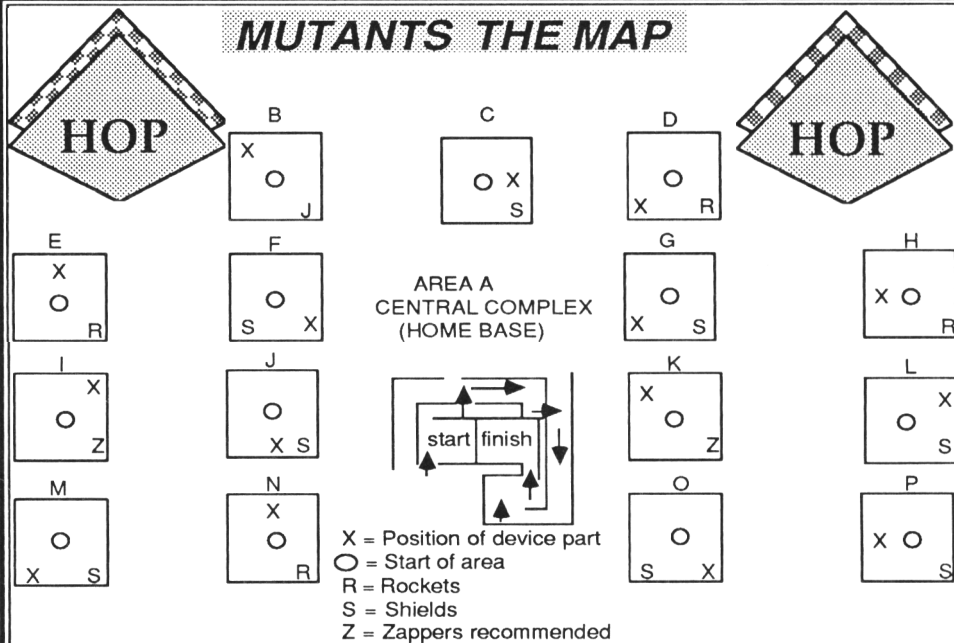 MUTANTS THE MAP
HOP
HOP
B
C
D
X
J
X
S
X
R
E
F
G
H
X
R
S
X
X
S
X
R
AREA A
CENTRAL COMPLEX
(HOME BASE)
I
J
K
L
X
Z
X S
X
Z
X
S
start finish
M
N
O
P
X
S
X
R
S
X
X
S
X = Position of device part
O = Start of area
R = Rockets
S = Shields
Z = Zappers recommended